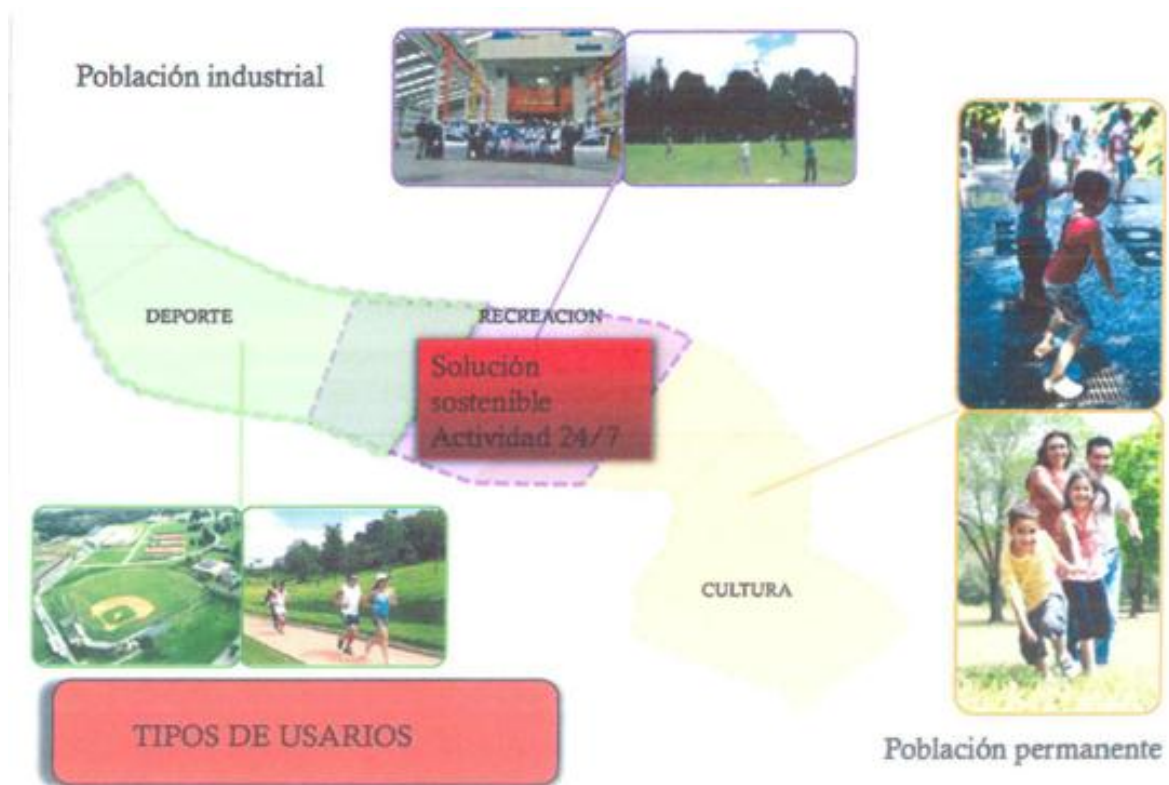 Población industrial
DEPORTE
RECREACION
Solución
sostenible
Actividad 24/7
CULTURA
TIPOS DE USARIOS
Población permanente